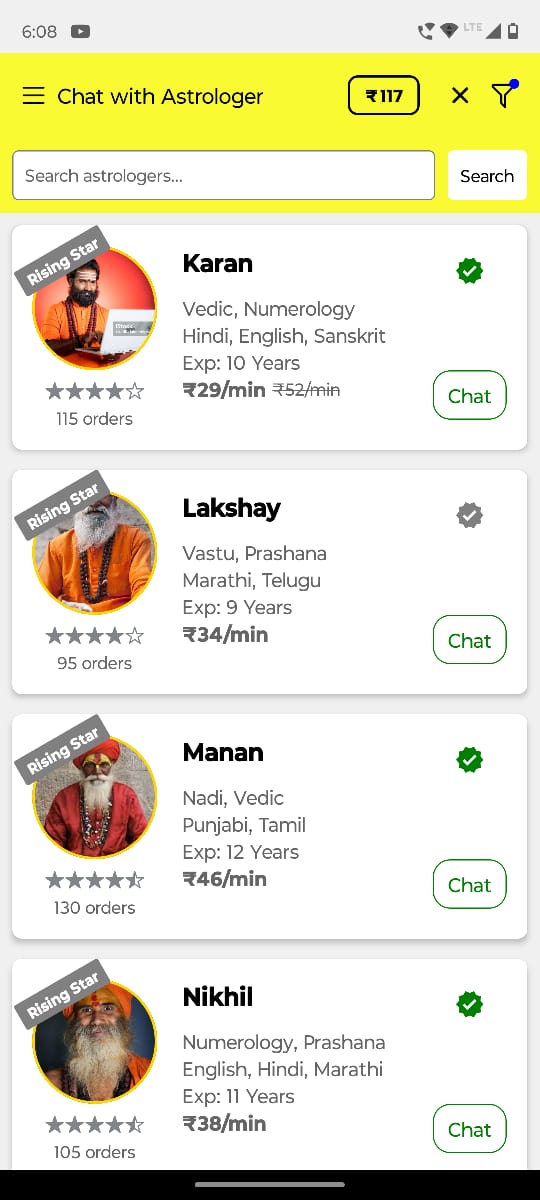 6:08
LTE
Chat with Astrologer
₹117
Search astrologers...
Search
Rising Star
Karan
Vedic, Numerology
Hindi, English, Sanskrit
Exp: 10 Years
₹29/min ₹52/min
115 orders
Chat
Rising Star
Lakshay
Vastu, Prashana
Marathi, Telugu
Exp: 9 Years
₹34/min
95 orders
Chat
Rising Star
Manan
Nadi, Vedic
Punjabi, Tamil
Exp: 12 Years
₹46/min
130 orders
Chat
Rising Star
Nikhil
Numerology, Prashana
English, Hindi, Marathi
Exp: 11 Years
₹38/min
105 orders
Chat